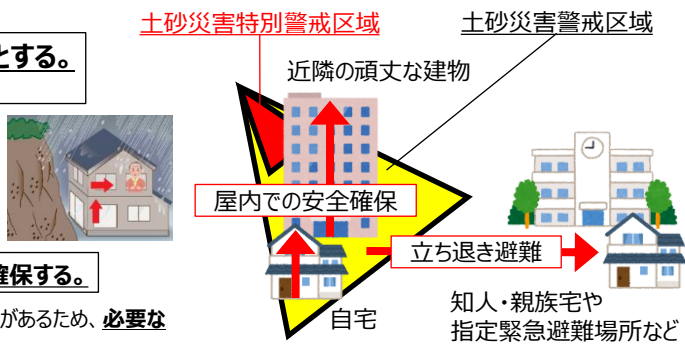 土砂災害特別警戒区域
土砂災害警戒区域
とする。
近隣の頑丈な建物
屋内での安全確保
立ち退き避難
確保する。
自宅
知人・親族宅や
指定緊急避難場所など
があるため、必要な